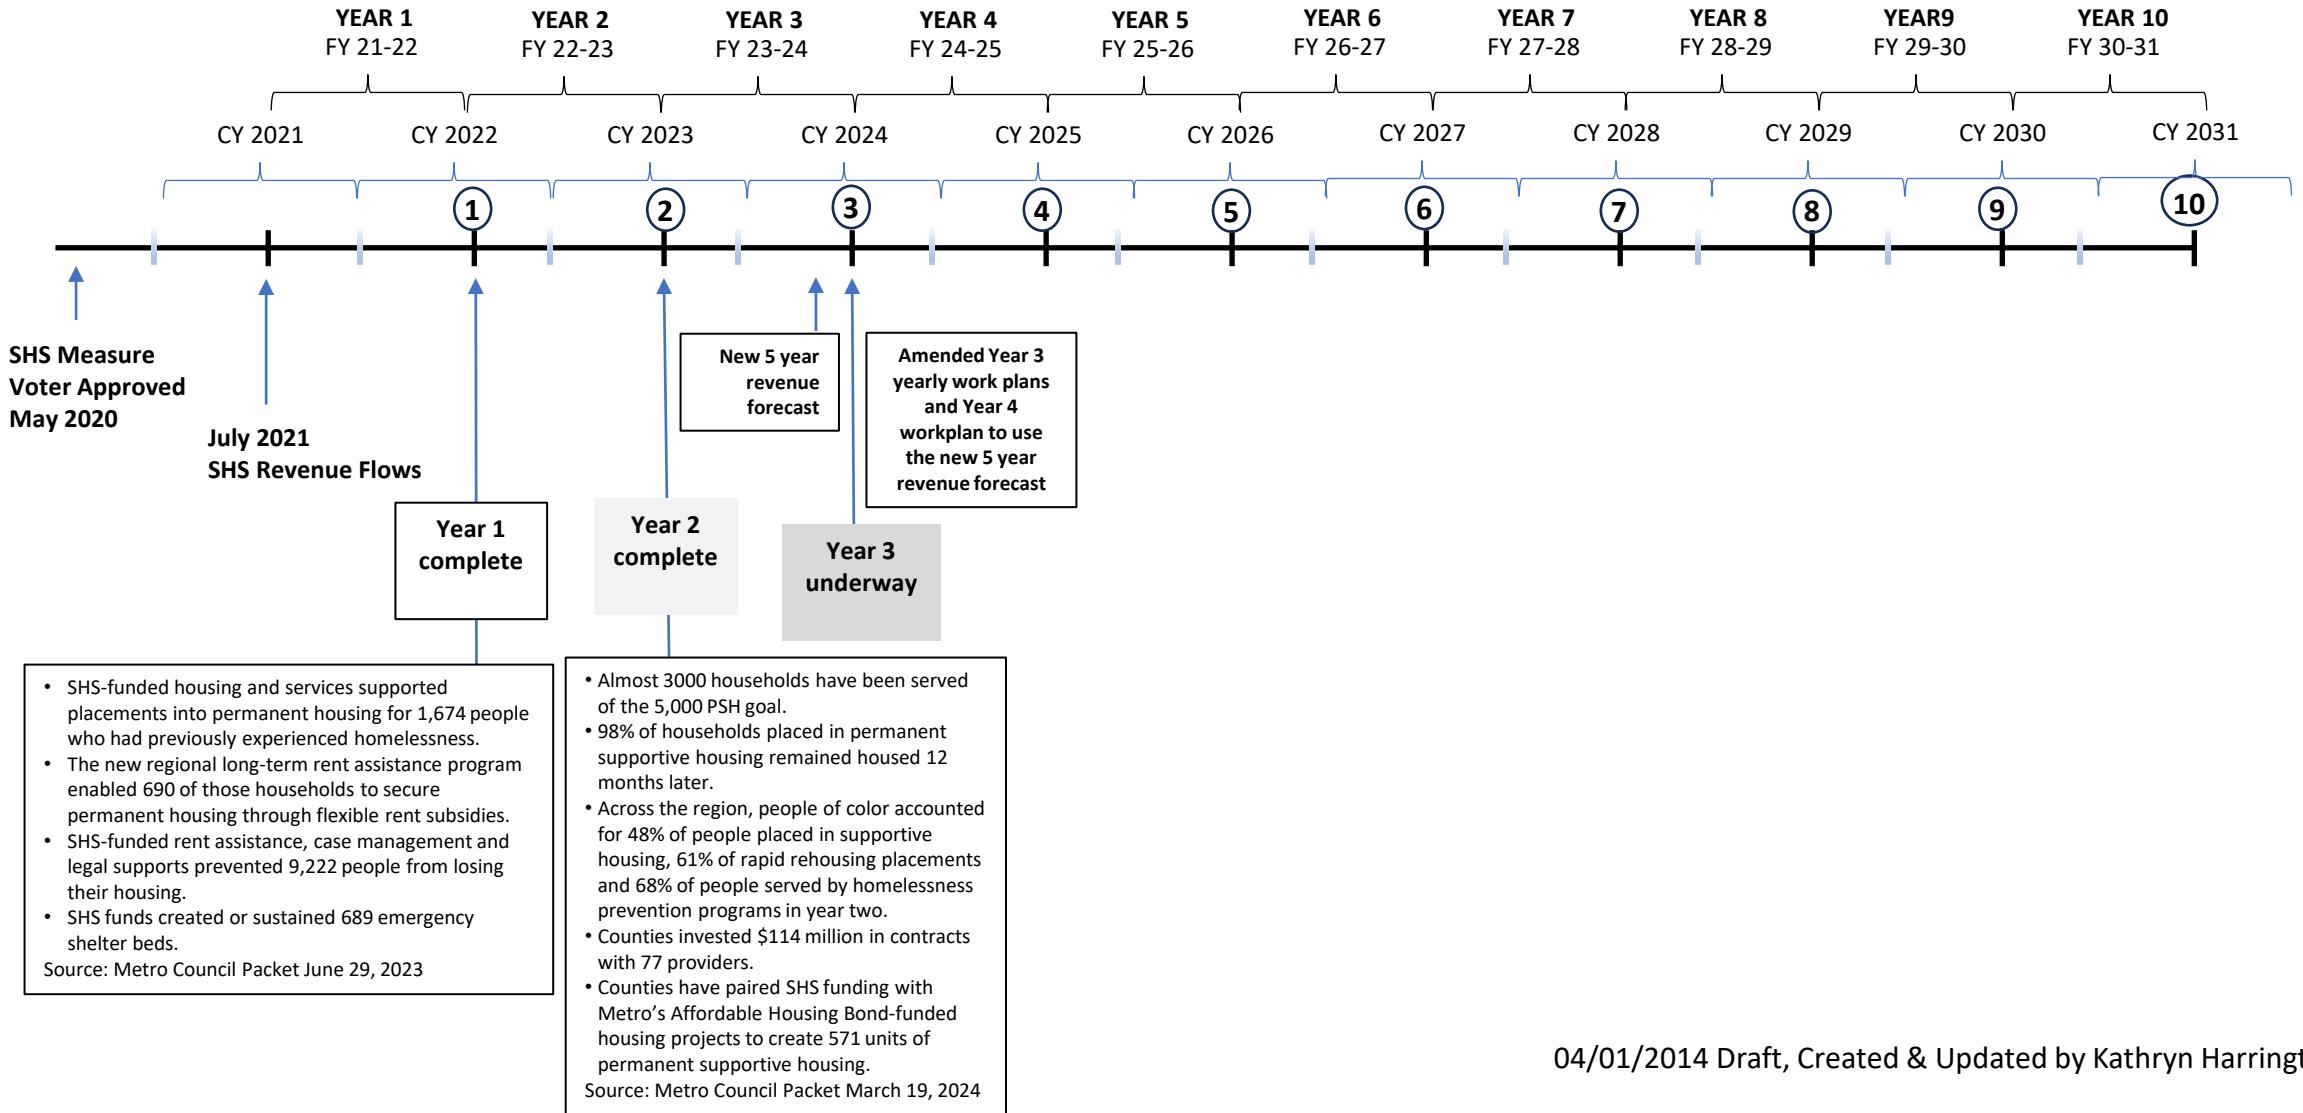 YEAR 1
FY 21-22
YEAR 2
FY 22-23
YEAR 3
FY 23-24
YEAR 4
FY 24-25
YEAR 5
FY 25-26
YEAR 6
FY 26-27
YEAR 7
FY 27-28
YEAR 8
FY 28-29
YEAR9
FY 29-30
YEAR 10
FY 30-31
CY 2021
CY 2022
CY 2023
CY 2024
CY 2025
CY 2026
CY 2027
CY 2028
CY 2029
CY 2030
CY 2031
1
2
3
4
5
6
7
8
9
10
SHS Measure
Voter Approved
May 2020
July 2021
SHS Revenue Flows
New 5 year
revenue
forecast
Amended Year 3
yearly work plans
and Year 4
workplan to use
the new 5 year
revenue forecast
Year 1
complete
Year 2
complete
Year 3
underway
• SHS-funded housing and services supported
placements into permanent housing for 1,674 people
who had previously experienced homelessness.
• The new regional long-term rent assistance program
enabled 690 of those households to secure
permanent housing through flexible rent subsidies.
• SHS-funded rent assistance, case management and
legal supports prevented 9,222 people from losing
their housing.
• SHS funds created or sustained 689 emergency
shelter beds.
Source: Metro Council Packet June 29, 2023
• Almost 3000 households have been served
of the 5,000 PSH goal.
• 98% of households placed in permanent
supportive housing remained housed 12
months later.
• Across the region, people of color accounted
for 48% of people placed in supportive
housing, 61% of rapid rehousing placements
and 68% of people served by homelessness
prevention programs in year two.
• Counties invested $114 million in contracts
with 77 providers.
• Counties have paired SHS funding with
Metro’s Affordable Housing Bond-funded
housing projects to create 571 units of
permanent supportive housing.
Source: Metro Council Packet March 19, 2024
04/01/2014 Draft, Created & Updated by Kathryn Harringt